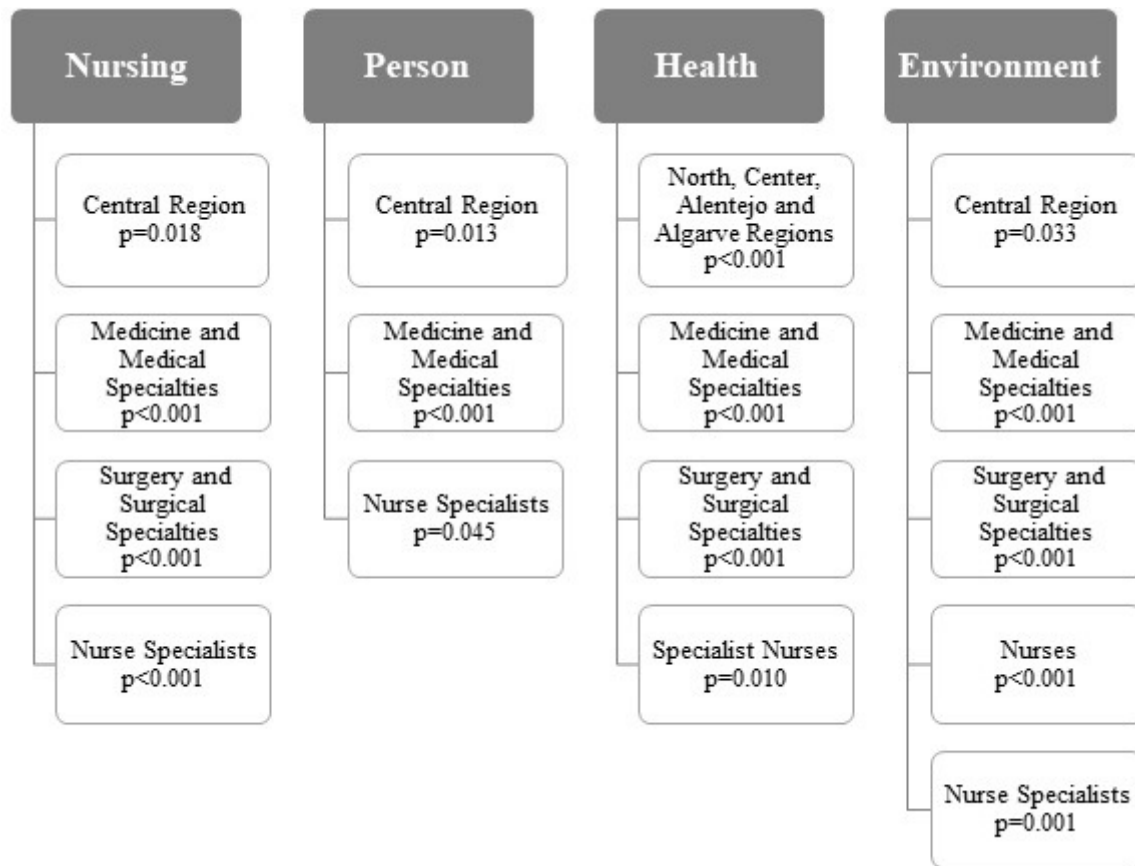 Nursing
Central Region
p=0.018
Medicine and
Medical
Specialties
p<0.001
Surgery and
Surgical
Specialties
p<0.001
Nurse Specialists
p<0.001
Person
Central Region
p=0.013
Medicine and
Medical
Specialties
p<0.001
Nurse Specialists
p=0.045
Health
North, Center,
Alentejo and
Algarve Regions
p<0.001
Medicine and
Medical
Specialties
p<0.001
Surgery and
Surgical
Specialties
p<0.001
Specialist Nurses
p=0.010
Environment
Central Region
p=0.033
Medicine and
Medical
Specialties
p<0.001
Surgery and
Surgical
Specialties
p<0.001
Nurses
p<0.001
Nurse Specialists
p=0.001